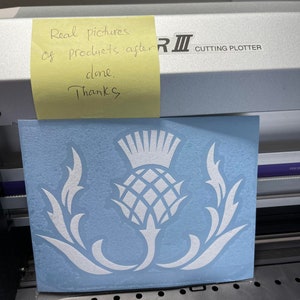 Real pictures
of products after
done.
Thanks
R III CUTTING PLOTTER